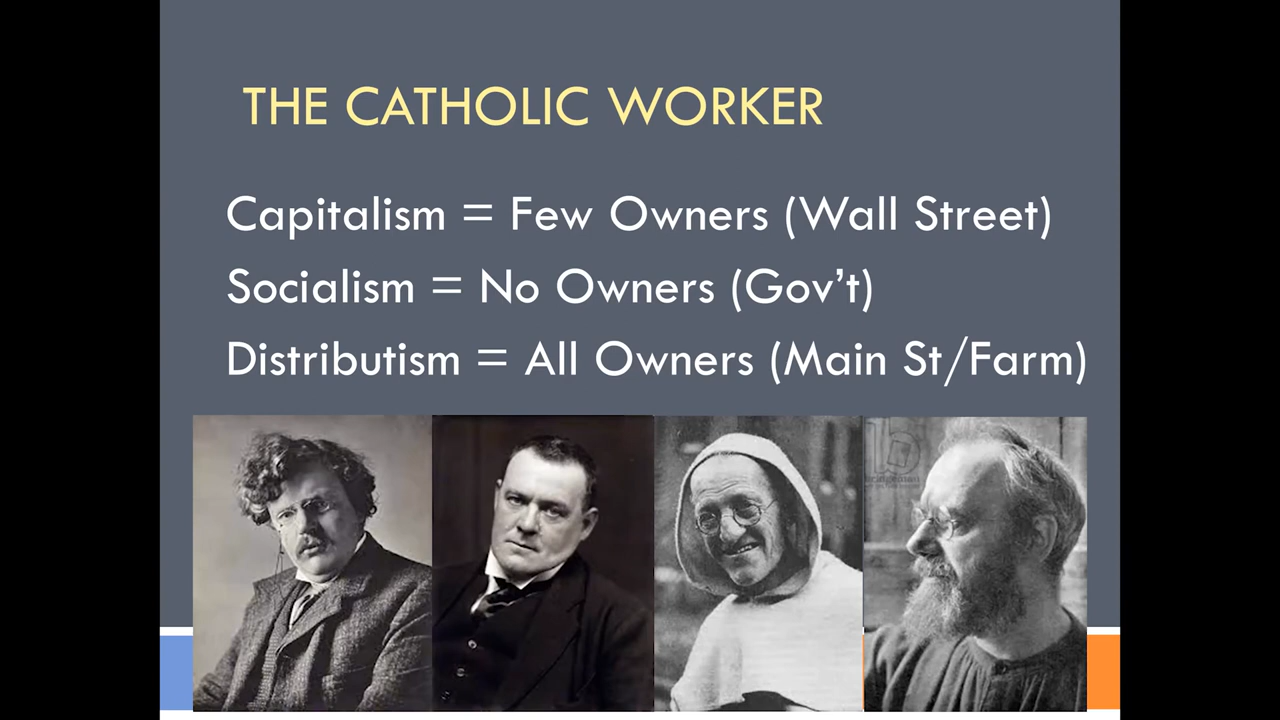 THE CATHOLIC WORKER
Capitalism = Few Owners (Wall Street)
Socialism = No Owners (Gov’t)
Distributism = All Owners (Main St/Farm)
b